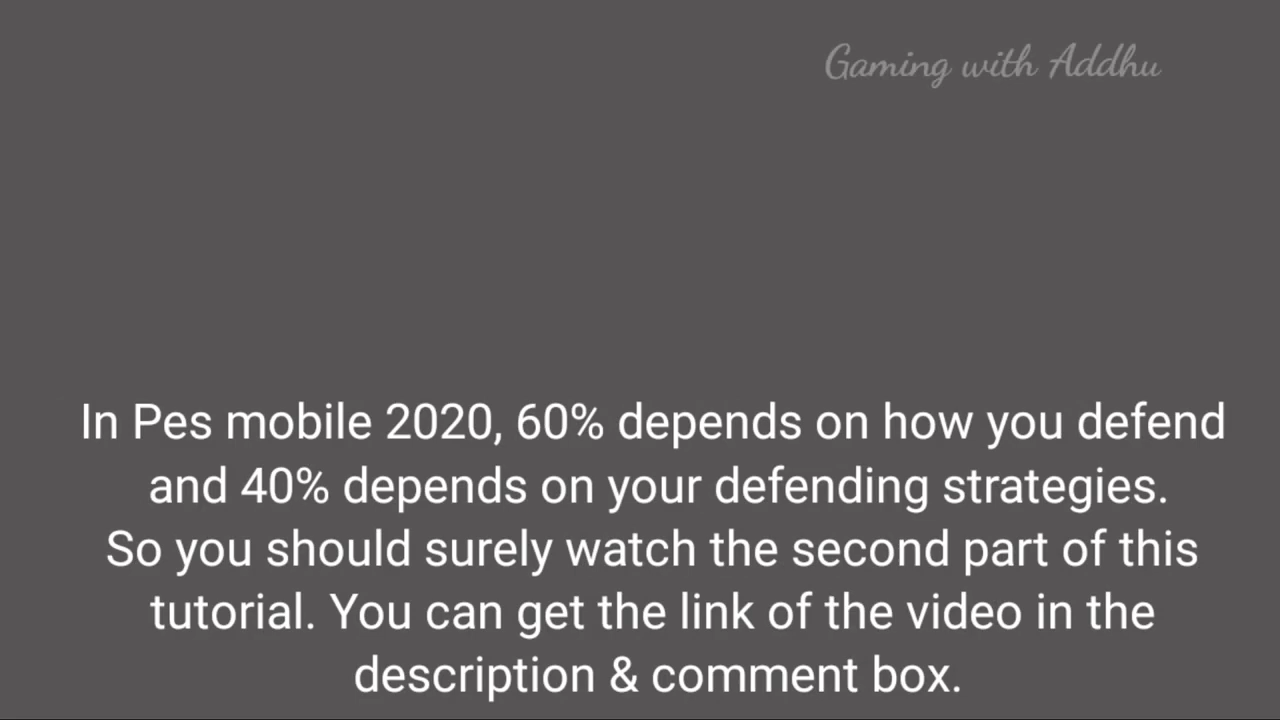 Gaming with Addhu
In Pes mobile 2020, 60% depends on how you defend
and 40% depends on your defending strategies.
So you should surely watch the second part of this
tutorial. You can get the link of the video in the
description & comment box.